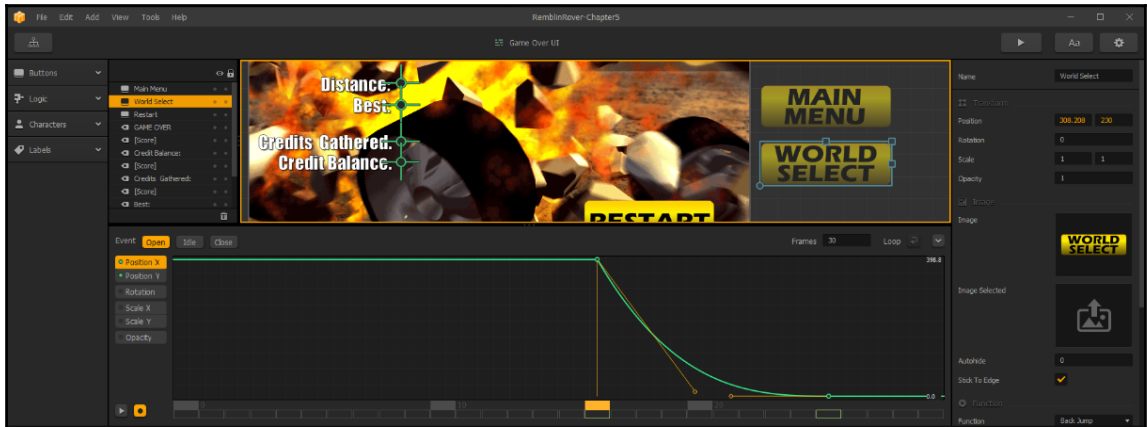 File Edit Add View Tools Help
RamblinRover-Chapter5
Game Over UI
Aa
Buttons
Logic
Characters
Labels
Main Menu
World Select
Restart
GAME OVER
[Score]
Credit Balance:
[Score]
Credits Gathered:
[Score]
Best:
Distance:
Best:
Credits Gathered:
Credit Balance:
RESTART
MAIN
MENU
WORLD
SELECT
Event Open Idle Close
Frames 30 Loop
Position X
Position Y
Rotation
Scale X
Scale Y
Opacity
398.8
0.0
0 10 20
Name World Select
Transform
Position 308.208 230
Rotation 0
Scale 1 1
Opacity 1
Image
Image
WORLD
SELECT
Image Selected
Autohide 0
Stick To Edge
Function
Function Back Jump